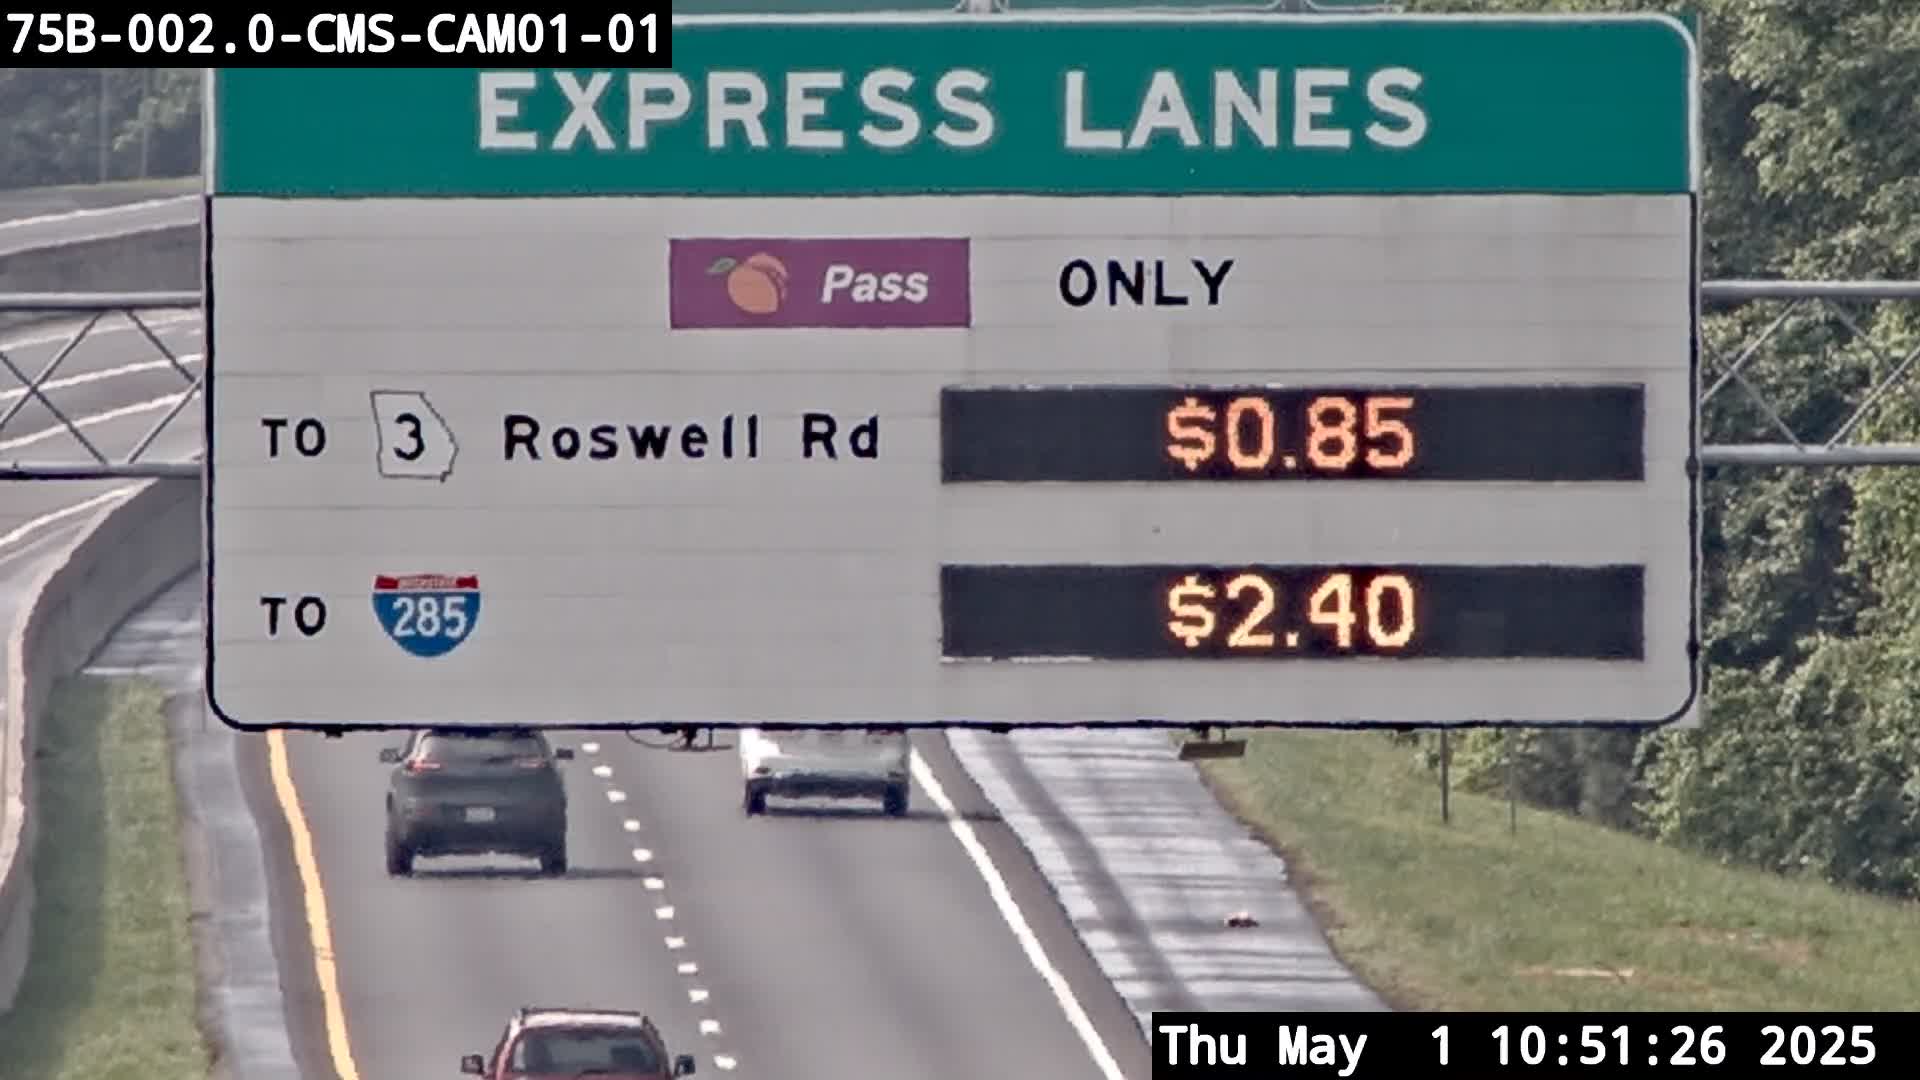 75B-002.0-CMS-CAM01-01
EXPRESS LANES
Pass ONLY
TO 3 Roswell Rd $0.85
INTERSTATE
TO 285 $2.40
Thu May 1 10:51:26 2025